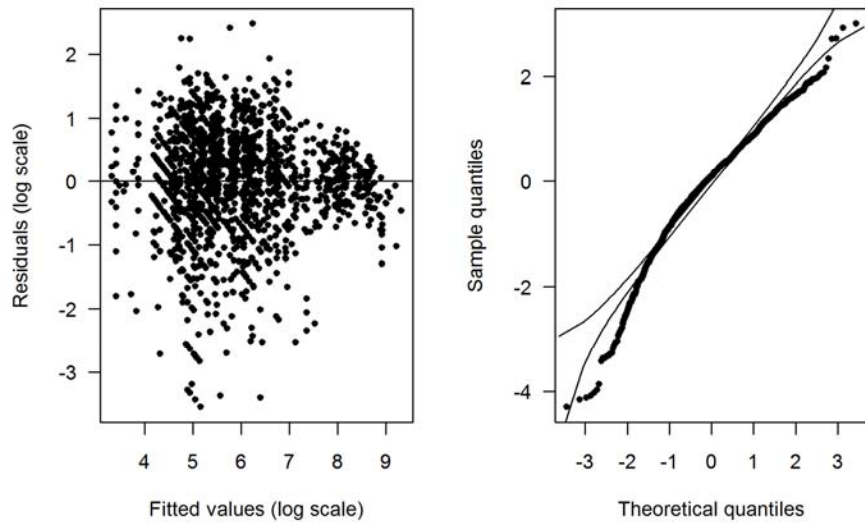 2
1
0
-1
-2
-3
4 5 6 7 8 9
Residuals (log scale)
Fitted values (log scale)
2
0
-2
-4
-3 -2 -1 0 1 2 3
Sample quantiles
Theoretical quantiles